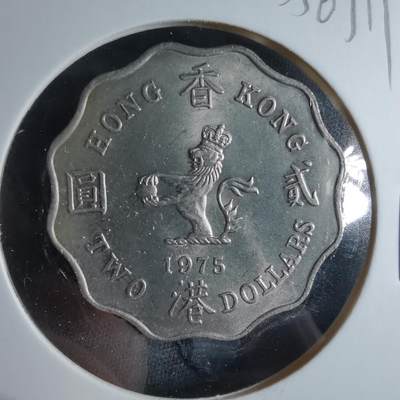 HONG KONG
香
圓
貳
1975
港
TWO DOLLARS